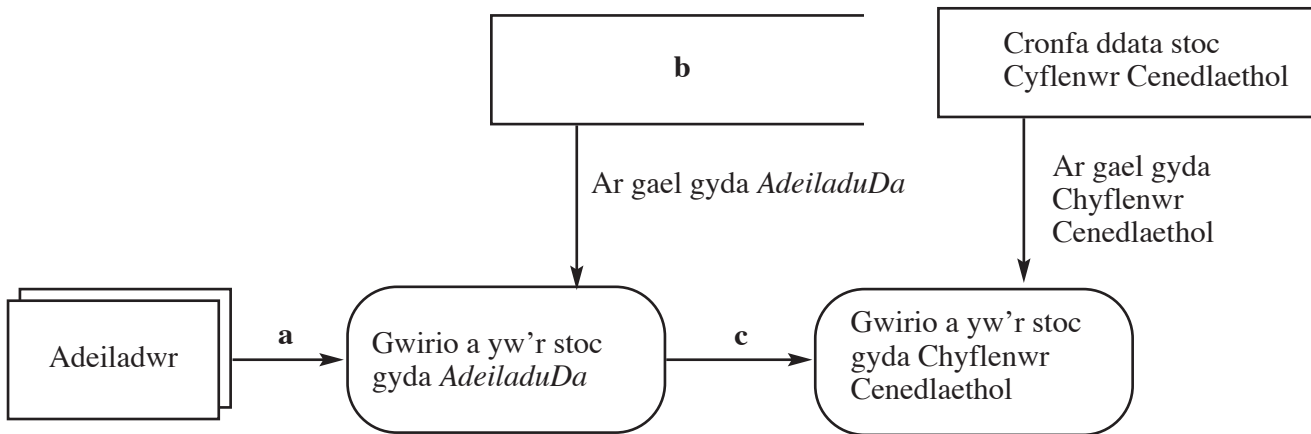 b
Cronfa ddata stoc
Cyflenwr Cenedlaethol
Ar gael gyda AdeiladuDa
Ar gael gyda
Chyflenwr
Cenedlaethol
Adeiladwr
a
Gwirio a yw’r stoc
gyda AdeiladuDa
c
Gwirio a yw’r stoc
gyda Chyflenwr
Cenedlaethol